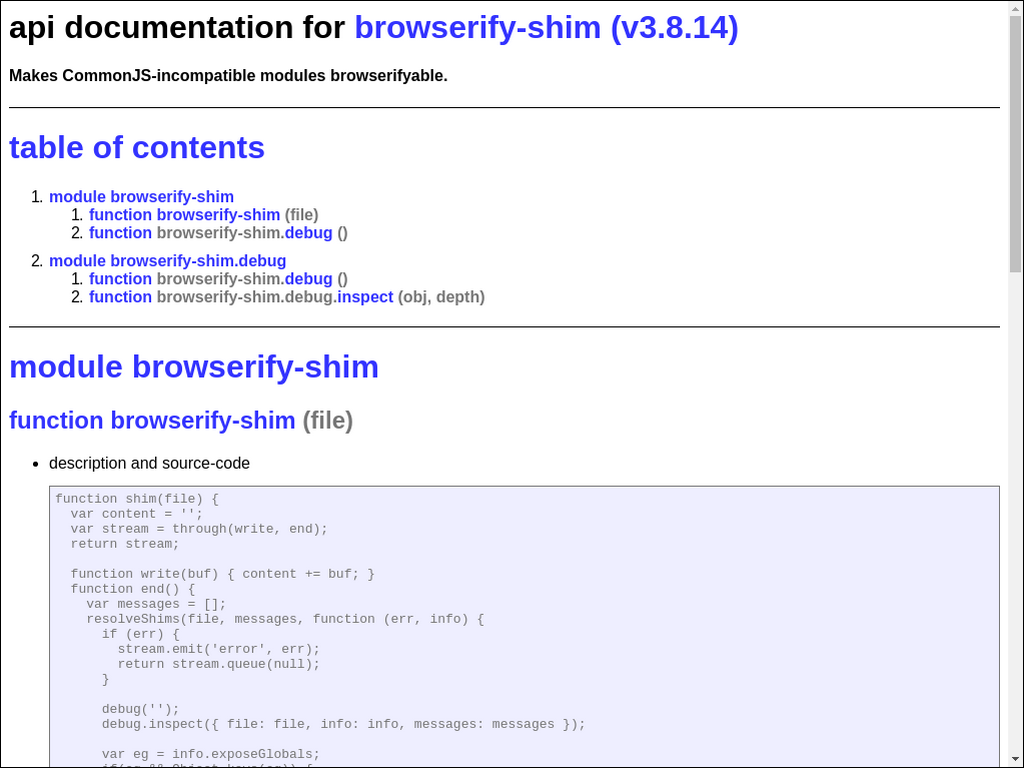 api documentation for browserify-shim (v3.8.14)
Makes CommonJS-incompatible modules browserifyable.
table of contents
1. module browserify-shim
1. function browserify-shim (file)
2. function browserify-shim.debug ()
2. module browserify-shim.debug
1. function browserify-shim.debug ()
2. function browserify-shim.debug.inspect (obj, depth)
module browserify-shim
function browserify-shim (file)
• description and source-code
function shim(file) {
  var content = '';
  var stream = through(write, end);
  return stream;

  function write(buf) { content += buf; }
  function end() {
    var messages = [];
    resolveShims(file, messages, function (err, info) {
      if (err) {
        stream.emit('error', err);
        return stream.queue(null);
      }

      debug('');
      debug.inspect({ file: file, info: info, messages: messages });

      var eg = info.exposeGlobals;
      if(eg && Object.keys(eg)) {